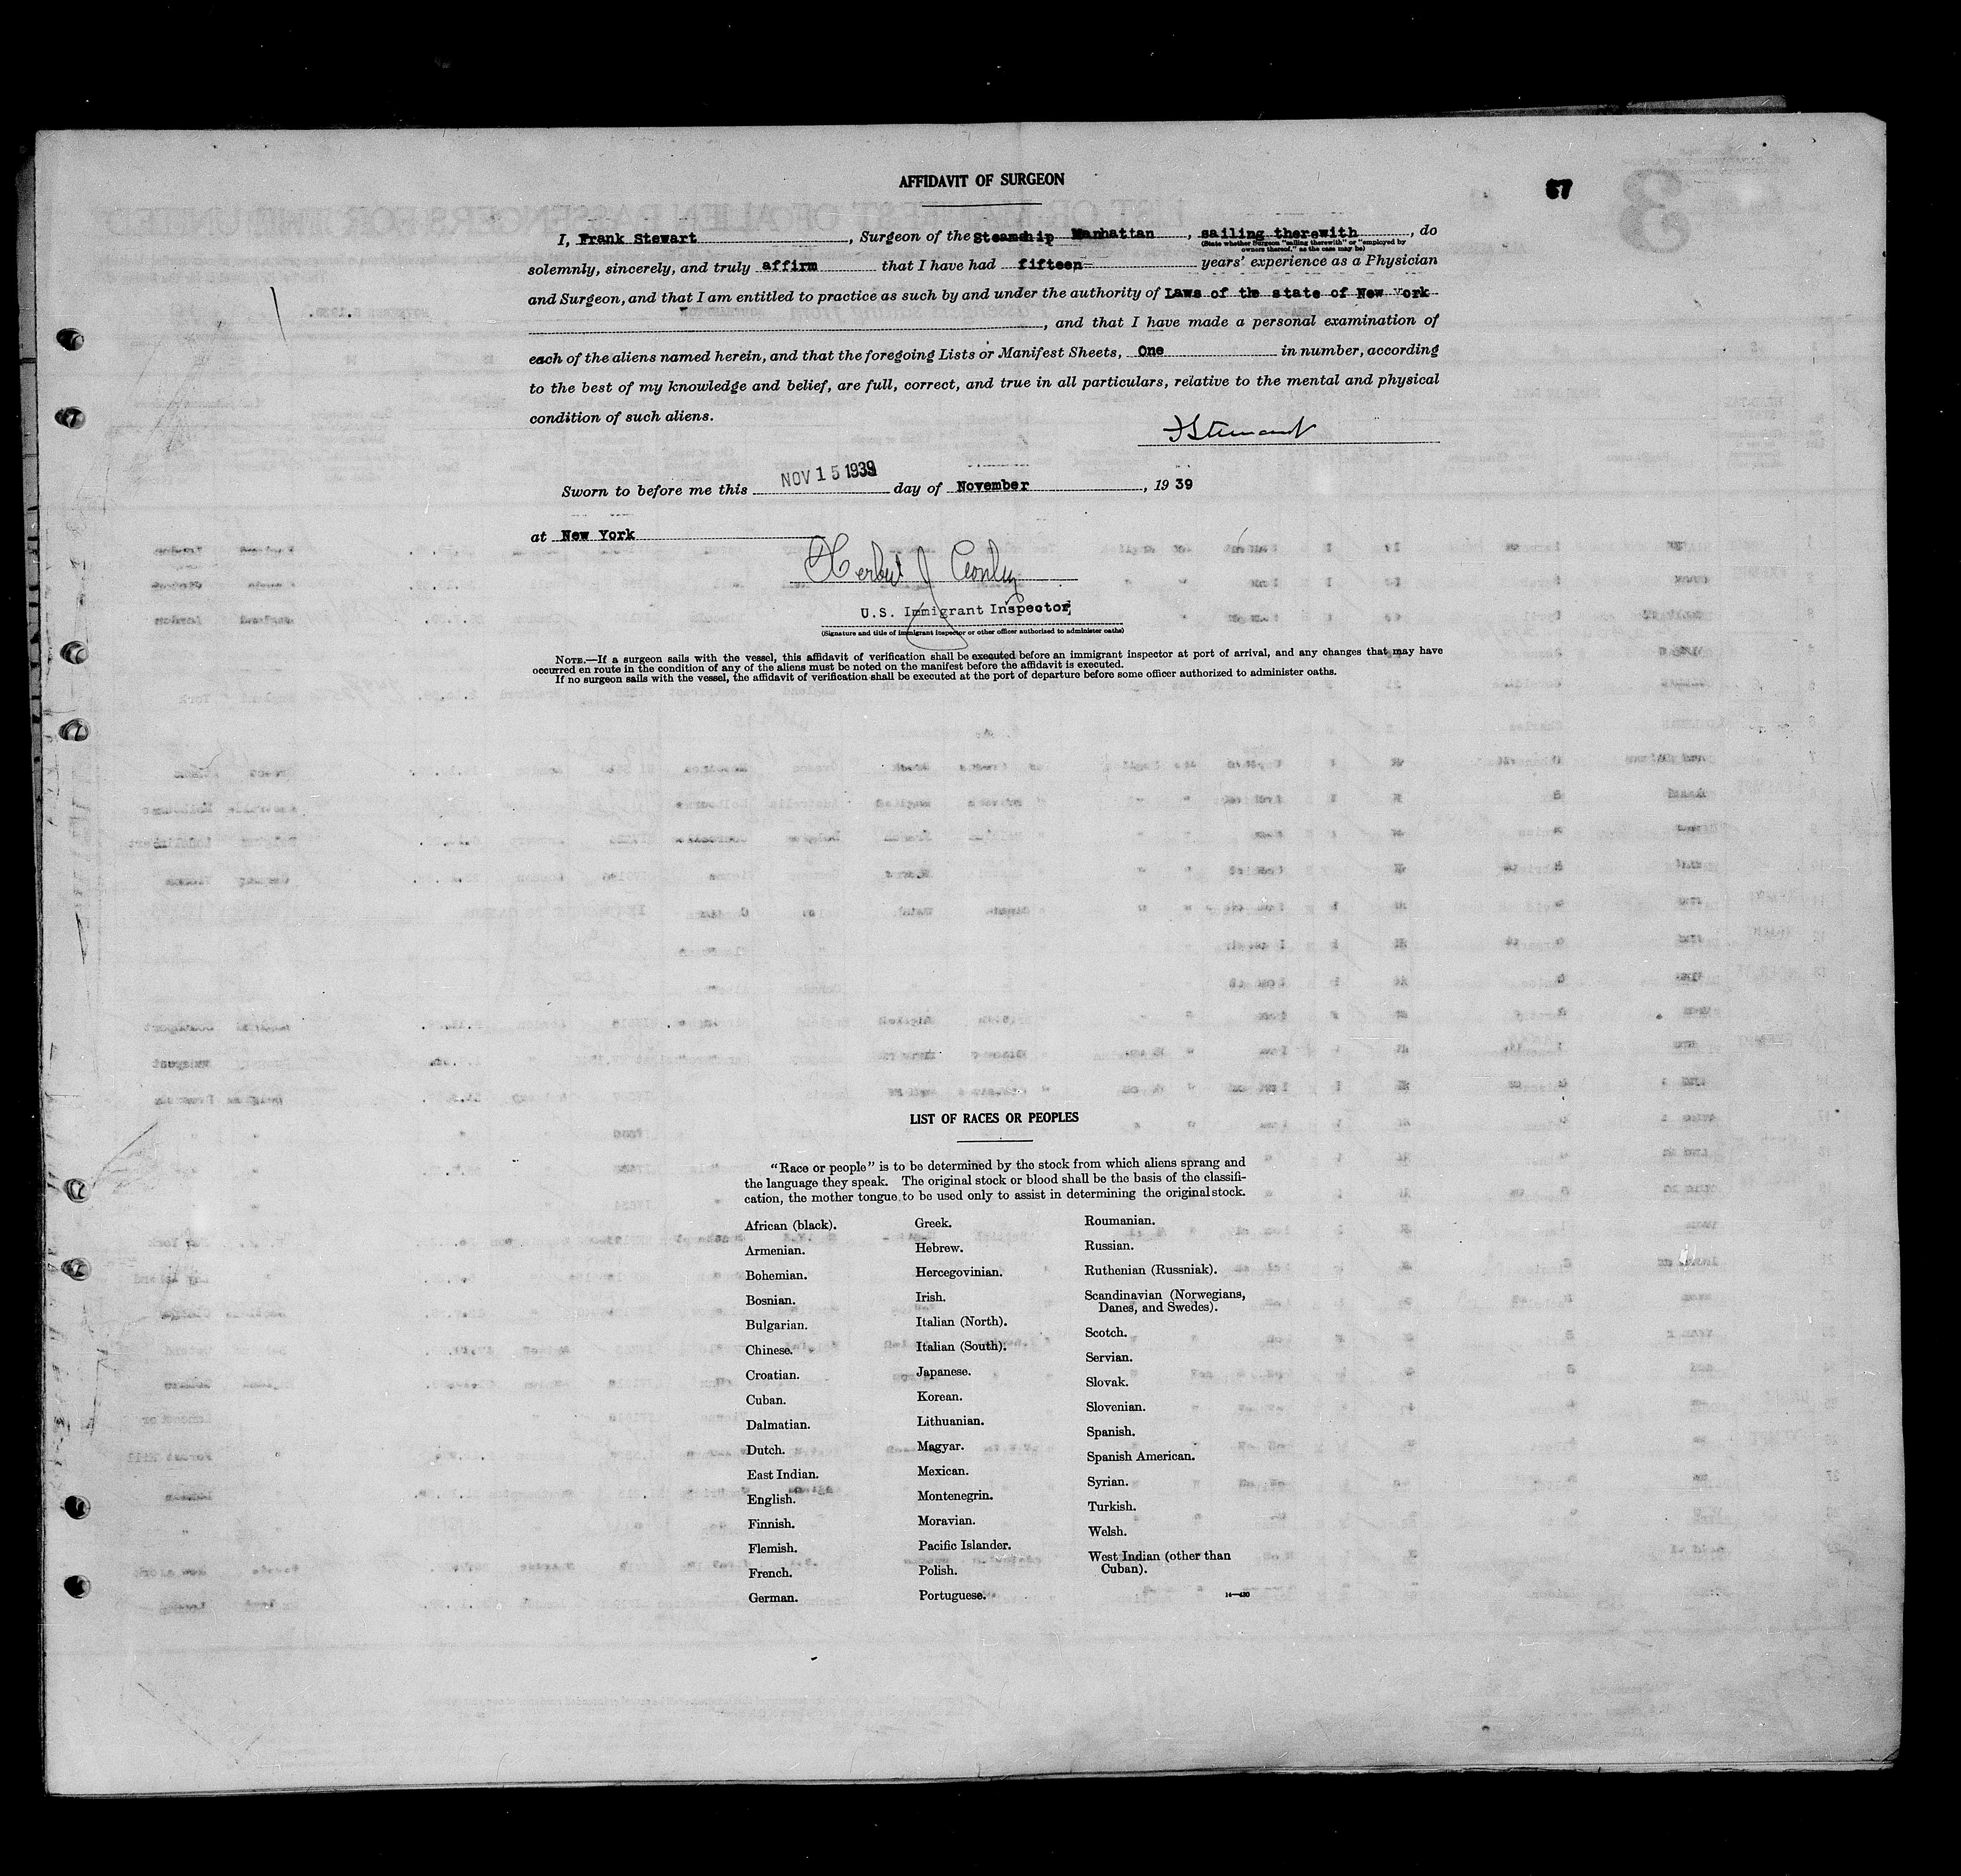 67
AFFIDAVIT OF SURGEON
I, Frank Stewart, Surgeon of the Steamship Manhattan, sailing therewith, do
(State whether Surgeon "sailing therewith" or "employed by
owners thereof," as the case may be)
solemnly, sincerely, and truly affirm that I have had fifteen years' experience as a Physician
and Surgeon, and that I am entitled to practice as such by and under the authority of Laws of the state of New York
, and that I have made a personal examination of
each of the aliens named herein, and that the foregoing Lists or Manifest Sheets, One in number, according
to the best of my knowledge and belief, are full, correct, and true in all particulars, relative to the mental and physical
condition of such aliens.
FStewart
Sworn to before me this NOV 15 1939 day of November, 1939
at New York
Herbert J
U.S. Immigrant Inspector,
(Signature and title of immigrant inspector or other officer authorized to administer oaths)
NOTE.—If a surgeon sails with the vessel, this affidavit of verification shall be executed before an immigrant inspector at port of arrival, and any changes that may have
occurred en route in the condition of any of the aliens must be noted on the manifest before the affidavit is executed.
If no surgeon sails with the vessel, the affidavit of verification shall be executed at the port of departure before some officer authorized to administer oaths.
LIST OF RACES OR PEOPLES
"Race or people" is to be determined by the stock from which aliens sprang and
the language they speak. The original stock or blood shall be the basis of the classifi-
cation, the mother tongue to be used only to assist in determining the original stock.
African (black).
Armenian.
Bohemian.
Bosnian.
Bulgarian.
Chinese.
Croatian.
Cuban.
Dalmatian.
Dutch.
East Indian.
English.
Finnish.
Flemish.
French.
German.
Greek.
Hebrew.
Hercegovinian.
Irish.
Italian (North).
Italian (South).
Japanese.
Korean.
Lithuanian.
Magyar.
Mexican.
Montenegrin.
Moravian.
Pacific Islander.
Polish.
Portuguese.
Roumanian.
Russian.
Ruthenian (Russniak).
Scandinavian (Norwegians,
Danes, and Swedes).
Scotch.
Servian.
Slovak.
Slovenian.
Spanish.
Spanish American.
Syrian.
Turkish.
Welsh.
West Indian (other than
Cuban).
14—430